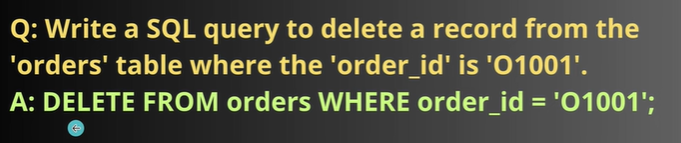 Q: Write a SQL query to delete a record from the
'orders' table where the 'order_id' is 'O1001'.
A: DELETE FROM orders WHERE order_id = 'O1001';